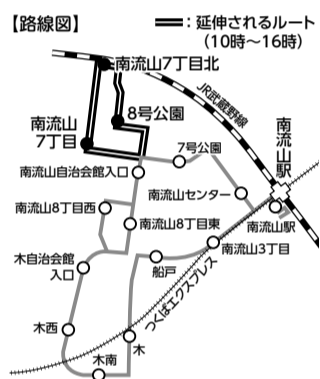 【路線図】
：延伸されるルート
（10時～16時）
南流山7丁目北
JR武蔵野線
8号公園
南流山
7丁目
7号公園
南流山駅
南流山自治会館入口
南流山センター
南流山8丁目西
南流山駅
南流山8丁目東
南流山3丁目
木自治会館
入口
船戸
つくばエクスプレス
木西
木
木南